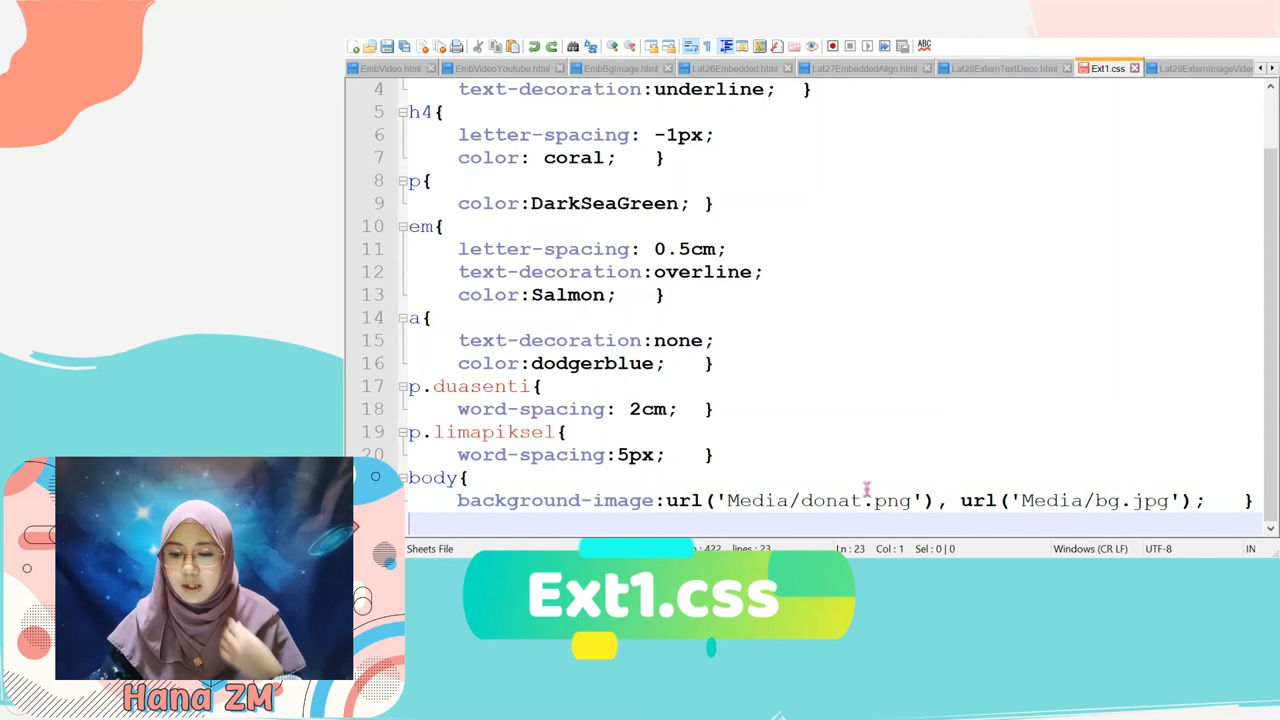 EmbVideo.html EmbVideoYoutube.html EmbBgImage.html Lat26Embedded.html Lat27EmbeddedAlign.html Lat28ExternTextDeco.html Ext1.css Lat29ExternImageVide
ABC
4 text-decoration:underline; }
5 h4{
6 letter-spacing: -1px;
7 color: coral; }
8 p{
9 color:DarkSeaGreen; }
10 em{
11 letter-spacing: 0.5cm;
12 text-decoration:overline;
13 color:Salmon; }
14 a{
15 text-decoration:none;
16 color:dodgerblue; }
17 p.duasenti{
18 word-spacing: 2cm; }
19 p.limapiksel{
20 word-spacing:5px; }
body{
background-image:url('Media/donat.png'), url('Media/bg.jpg'); }
Sheets File
: 422 lines : 23 Ln : 23 Col : 1 Sel : 0 | 0 Windows (CR LF) UTF-8 IN
Ext1.css
Hana ZM